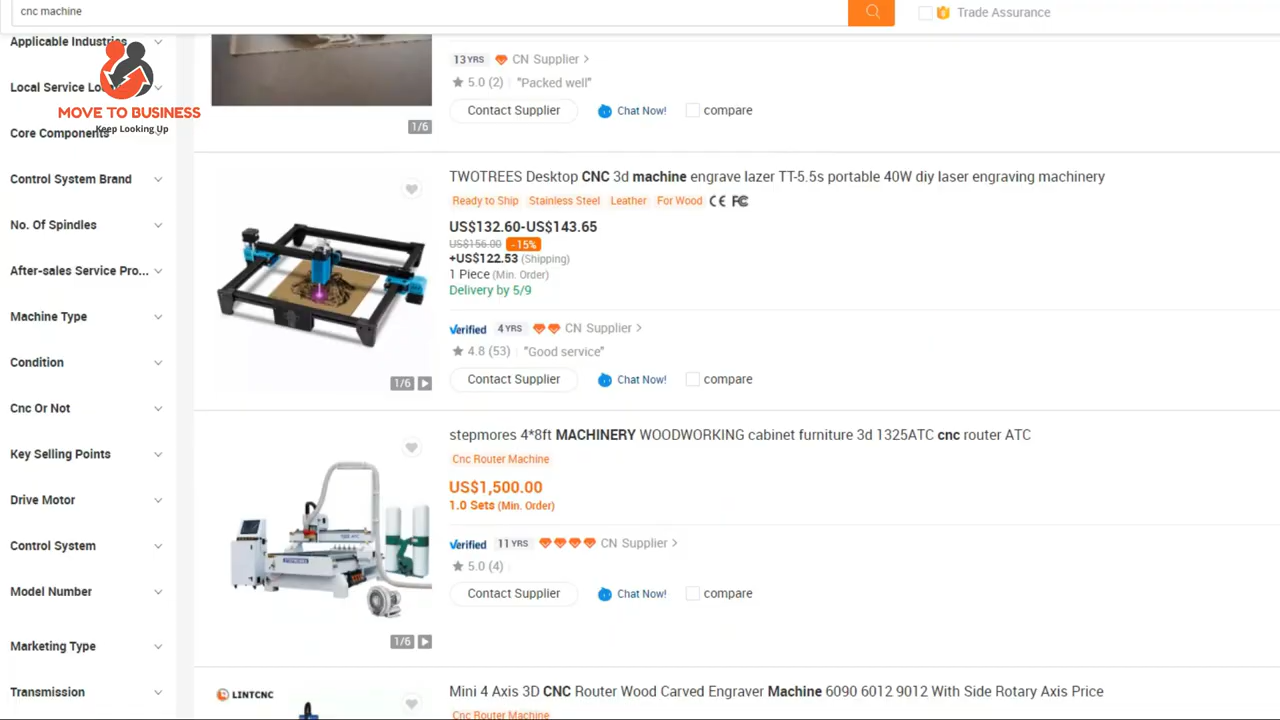 cnc machine
Trade Assurance
Applicable Industries
Local Service Lo
Core Components
Control System Brand
No. Of Spindles
After-sales Service Pro...
Machine Type
Condition
Cnc Or Not
Key Selling Points
Drive Motor
Control System
Model Number
Marketing Type
Transmission
MOVE TO BUSINESS
Keep Looking Up
1/6
13 YRS CN Supplier >
5.0 (2) "Packed well"
Contact Supplier Chat Now! compare
TWOTREES Desktop CNC 3d machine engrave lazer TT-5.5s portable 40W diy laser engraving machinery
Ready to Ship Stainless Steel Leather For Wood CE FC
US$132.60-US$143.65
US$156.00 - 15%
+US$122.53 (Shipping)
1 Piece (Min. Order)
Delivery by 5/9
Verified 4 YRS CN Supplier >
4.8 (53) "Good service"
Contact Supplier Chat Now! compare
1/6
stepmores 4*8ft MACHINERY WOODWORKING cabinet furniture 3d 1325ATC cnc router ATC
Cnc Router Machine
US$1,500.00
1.0 Sets (Min. Order)
Verified 11 YRS CN Supplier >
5.0 (4)
Contact Supplier Chat Now! compare
1/6
LINTCNC
Mini 4 Axis 3D CNC Router Wood Carved Engraver Machine 6090 6012 9012 With Side Rotary Axis Price
Cnc Router Machine